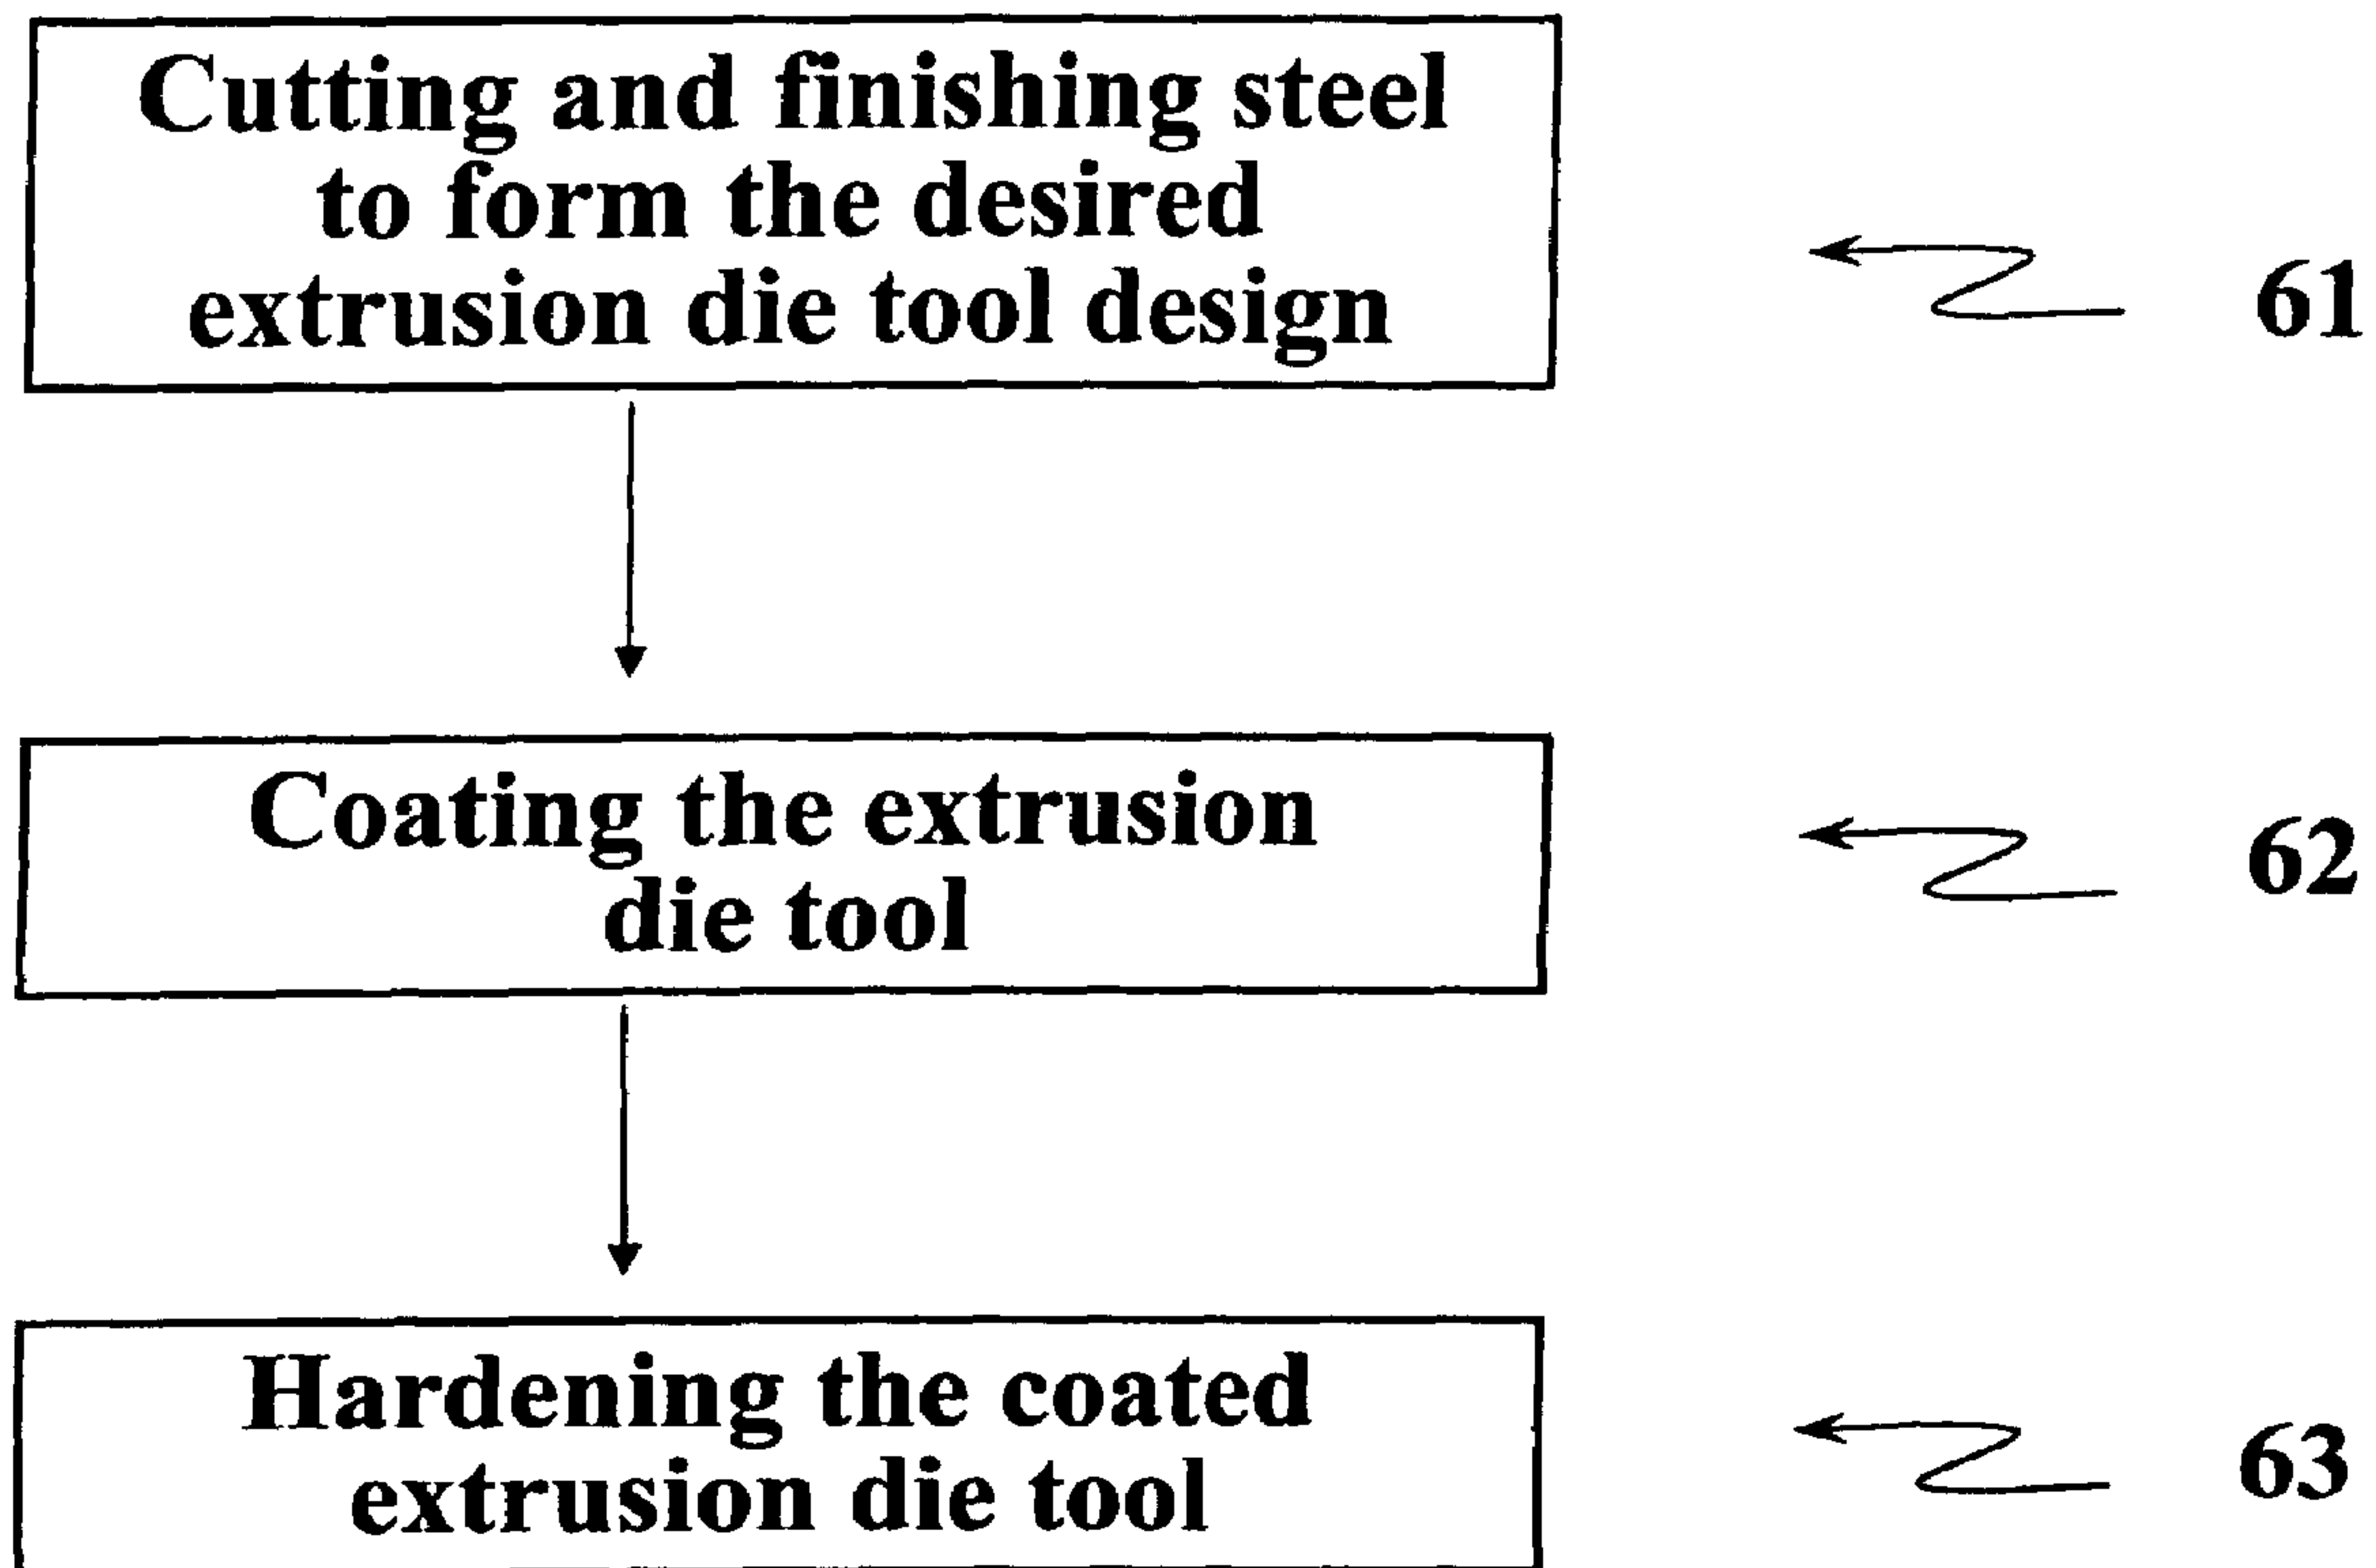 Cutting and finishing steel
to form the desired
extrusion die tool design
61
Coating the extrusion
die tool
62
Hardening the coated
extrusion die tool
63